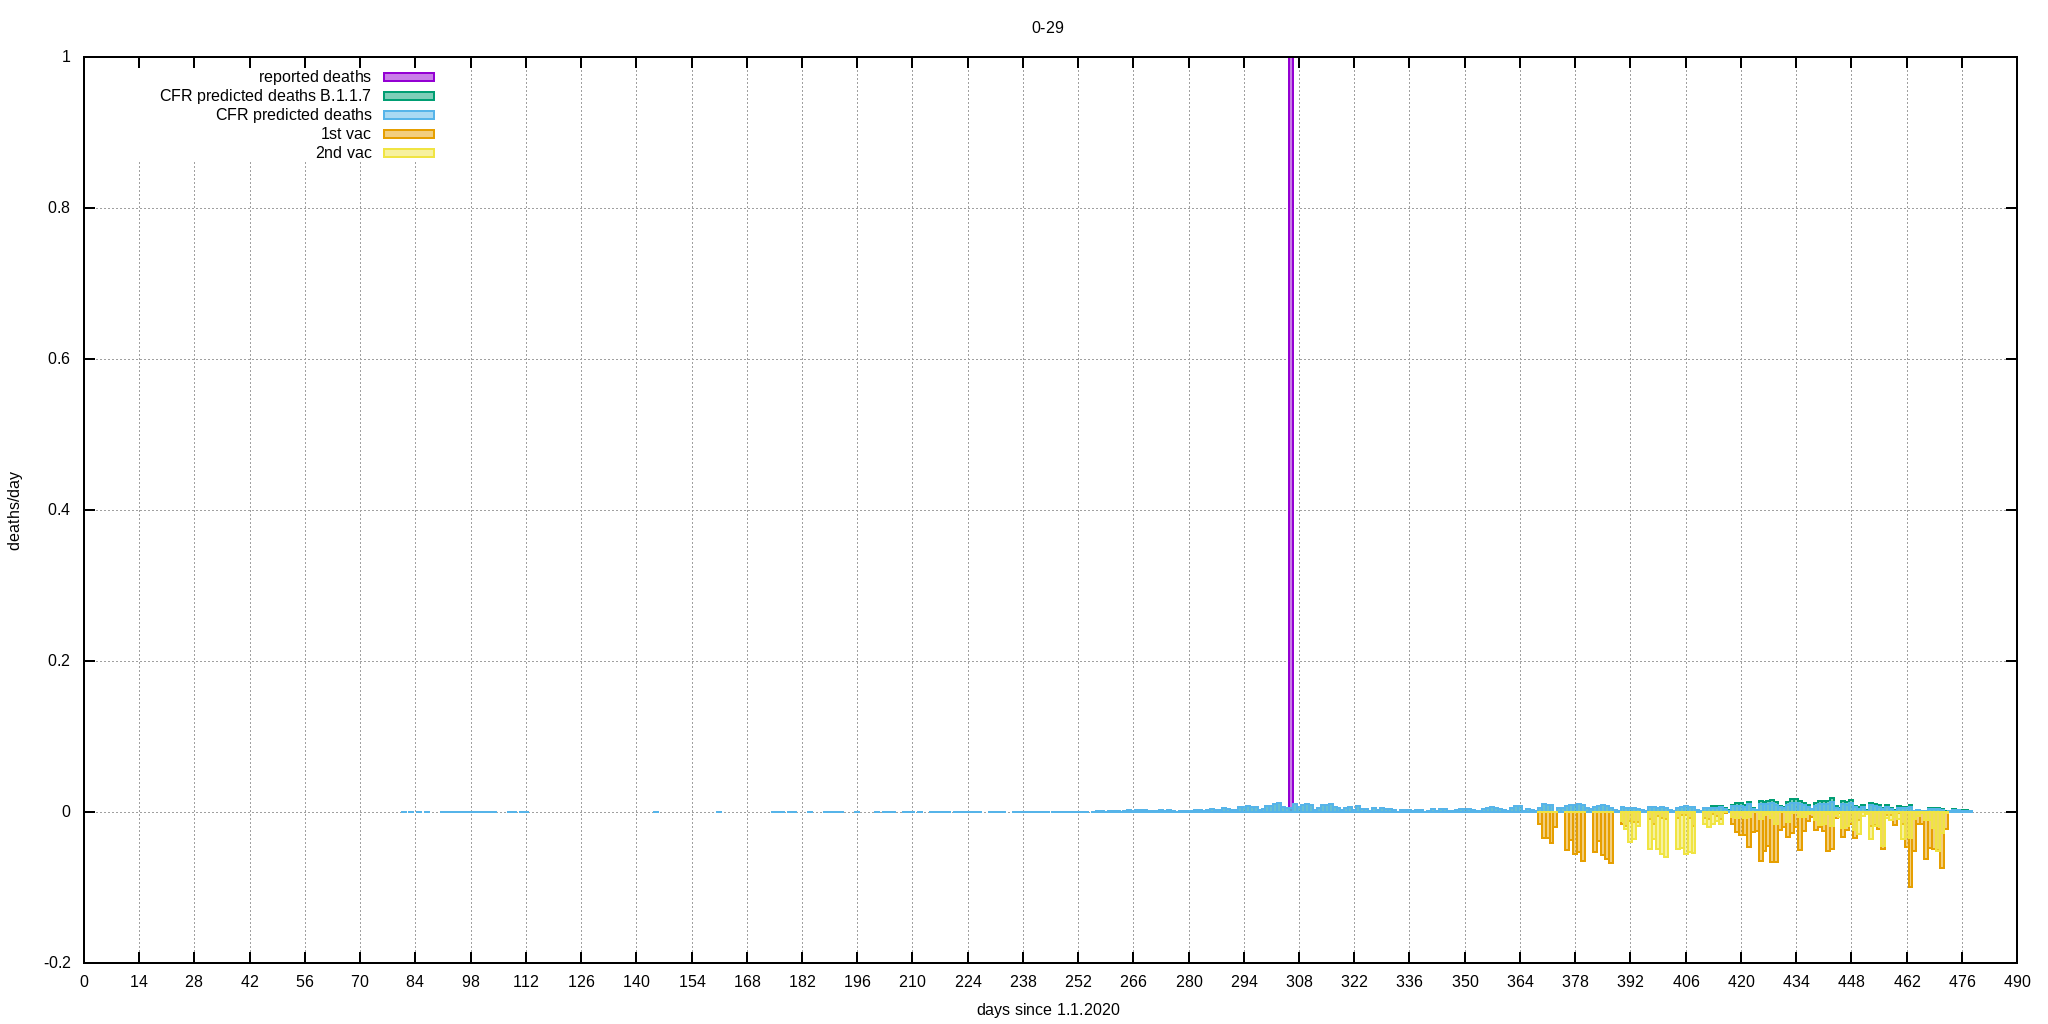 0-29
reported deaths
CFR predicted deaths B.1.1.7
CFR predicted deaths
1st vac
2nd vac
1
0.8
0.6
0.4
0.2
0
-0.2
deaths/day
0 14 28 42 56 70 84 98 112 126 140 154 168 182 196 210 224 238 252 266 280 294 308 322 336 350 364 378 392 406 420 434 448 462 476 490
days since 1.1.2020